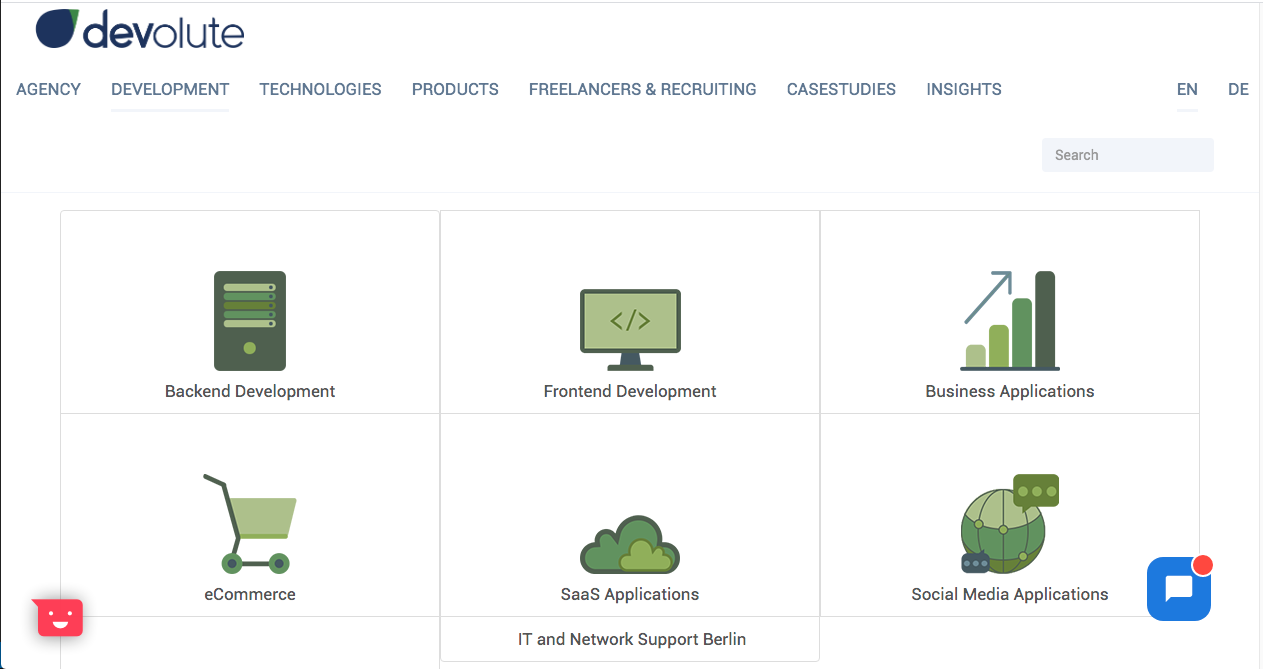 devolute
AGENCY DEVELOPMENT TECHNOLOGIES PRODUCTS FREELANCERS & RECRUITING CASESTUDIES INSIGHTS EN DE
Search
Backend Development
</>
Frontend Development
Business Applications
eCommerce
SaaS Applications
Social Media Applications
IT and Network Support Berlin